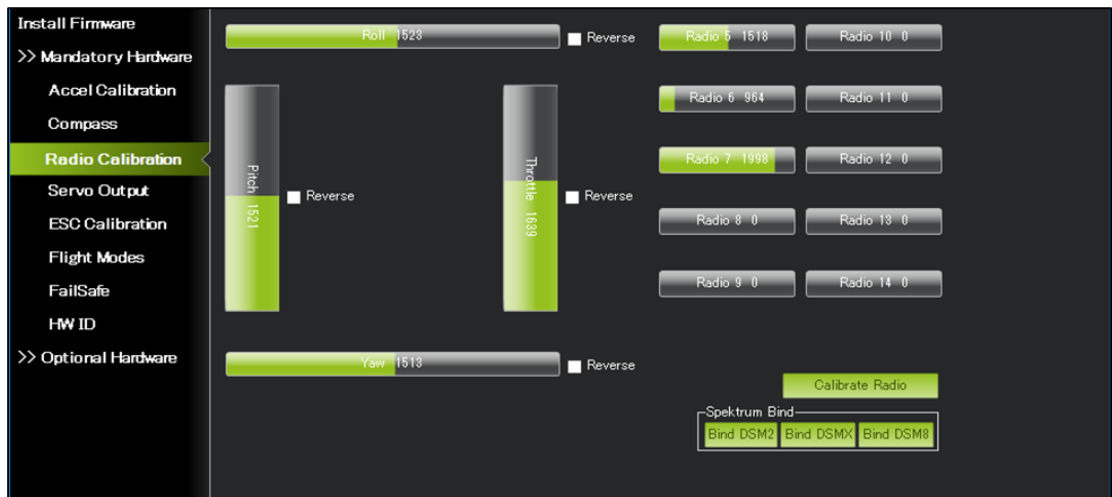 Install Firmware
>> Mandatory Hardware
Accel Calibration
Compass
Radio Calibration
Servo Output
ESC Calibration
Flight Modes
FailSafe
HW ID
>> Optional Hardware
Roll 1523
Reverse
Pitch 1521
Reverse
Throttle 1639
Reverse
Yaw 1513
Reverse
Radio 5 1518
Radio 10 0
Radio 6 964
Radio 11 0
Radio 7 1998
Radio 12 0
Radio 8 0
Radio 13 0
Radio 9 0
Radio 14 0
Calibrate Radio
Spektrum Bind
Bind DSM2 Bind DSMX Bind DSM8